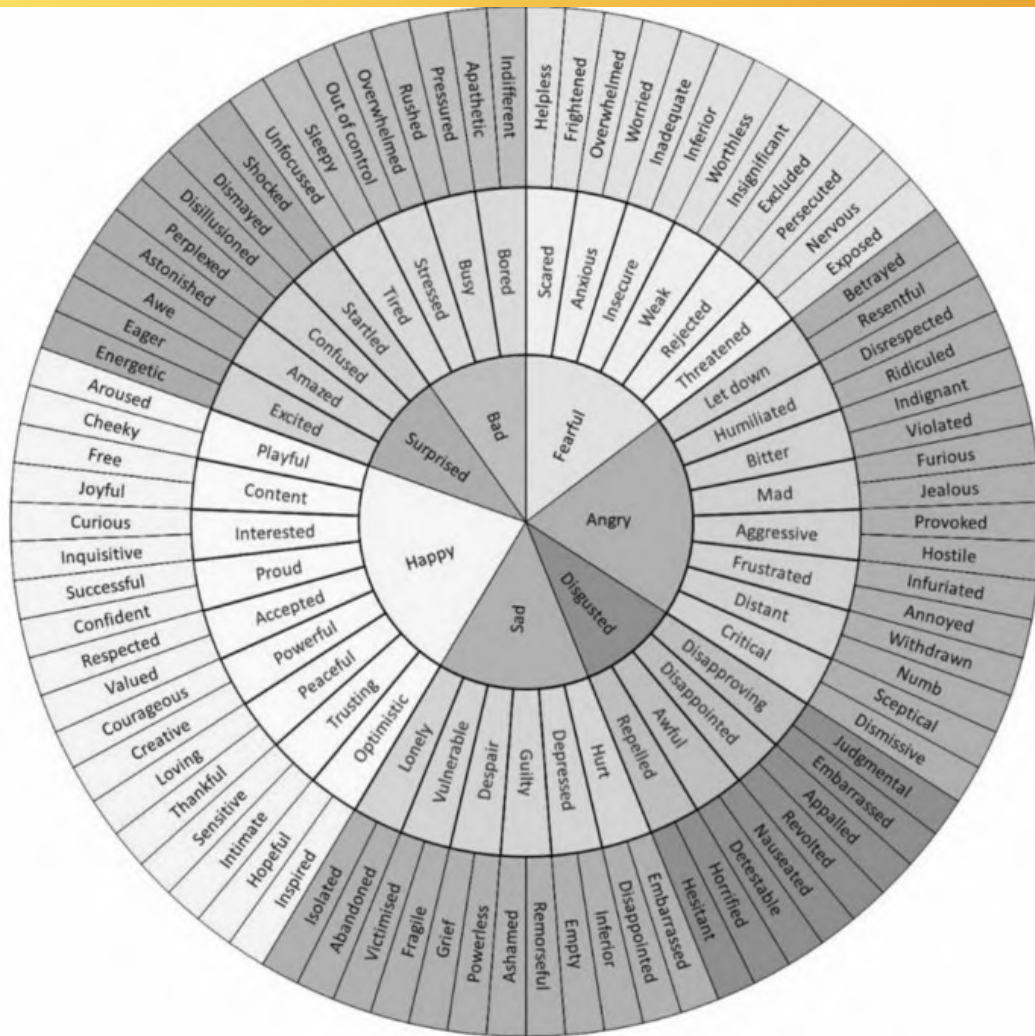 Fearful
Angry
Disgusted
Sad
Happy
Surprised
Bad
Scared
Anxious
Insecure
Weak
Rejected
Threatened
Let down
Humiliated
Bitter
Mad
Aggressive
Frustrated
Distant
Critical
Disapproving
Disappointed
Awful
Repelled
Hurt
Depressed
Guilty
Despair
Vulnerable
Lonely
Optimistic
Trusting
Peaceful
Powerful
Accepted
Proud
Interested
Content
Playful
Excited
Amazed
Confused
Startled
Tired
Stressed
Busy
Bored
Helpless
Frightened
Overwhelmed
Worried
Inadequate
Inferior
Worthless
Insignificant
Excluded
Persecuted
Nervous
Exposed
Betrayed
Resentful
Disrespected
Ridiculed
Indignant
Violated
Furious
Jealous
Provoked
Hostile
Infuriated
Annoyed
Withdrawn
Numb
Sceptical
Dismissive
Judgmental
Embarrassed
Appalled
Revolted
Nauseated
Detestable
Horrified
Hesitant
Embarrassed
Disappointed
Inferior
Empty
Remorseful
Ashamed
Powerless
Grief
Fragile
Victimised
Abandoned
Isolated
Inspired
Hopeful
Intimate
Sensitive
Thankful
Loving
Creative
Courageous
Valued
Respected
Confident
Successful
Inquisitive
Curious
Joyful
Free
Cheeky
Aroused
Energetic
Eager
Awe
Astonished
Perplexed
Disillusioned
Dismayed
Shocked
Unfocussed
Sleepy
Out of control
Overwhelmed
Rushed
Pressured
Apathetic
Indifferent